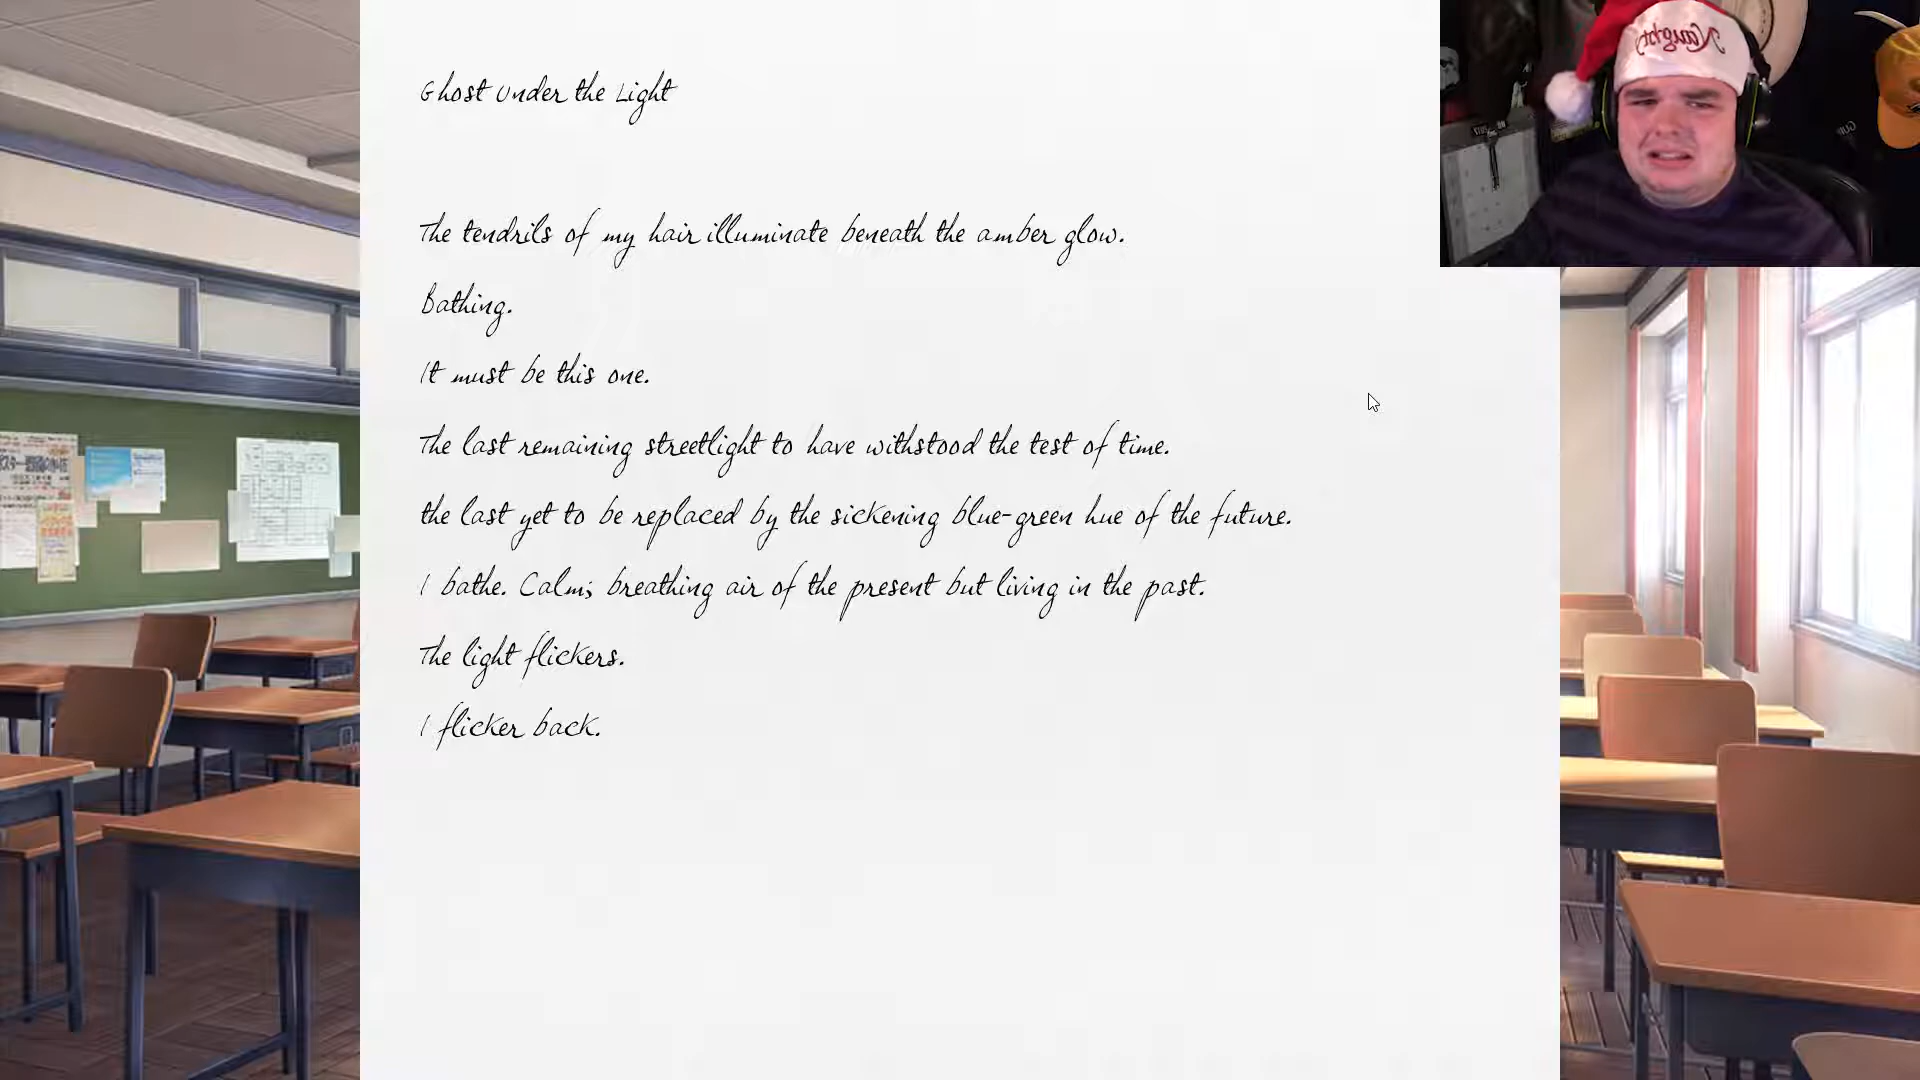 Ghost Under the Light
The tendrils of my hair illuminate beneath the amber glow.
Bathing.
It must be this one.
The last remaining streetlight to have withstood the test of time.
the last yet to be replaced by the sickening blue-green hue of the future.
I bathe. Calm; breathing air of the present but living in the past.
The light flickers.
I flicker back.
Naughty